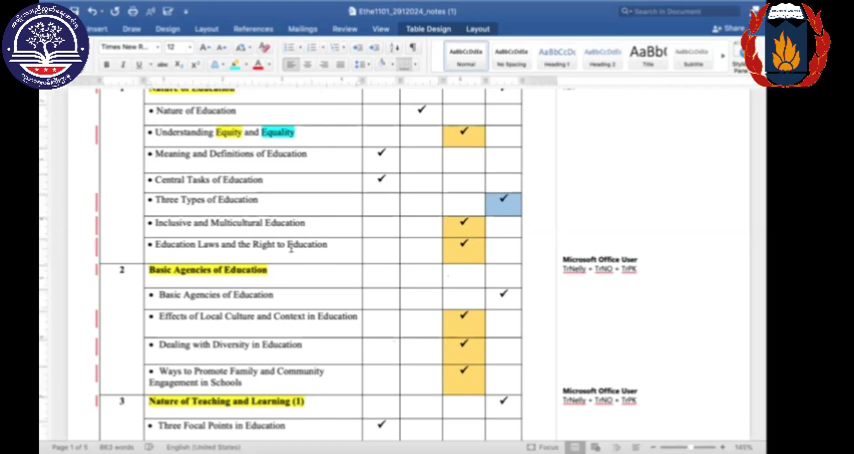 Ethe1101_2912024_notes (1)
Search in Document
Insert Draw Design Layout References Mailings Review View Table Design Layout
Share
Times New R... 12
AaBbCcDdEe AaBbCcDdEe AaBbCcDc AaBbCcDdEe AaBb( AaBbCcDdEe
Normal No Spacing Heading 1 Heading 2 Title Subtitle
1 Nature of Education ✓
• Nature of Education ✓
• Understanding Equity and Equality ✓
• Meaning and Definitions of Education ✓
• Central Tasks of Education ✓
• Three Types of Education ✓
• Inclusive and Multicultural Education ✓
• Education Laws and the Right to Education ✓
Microsoft Office User
TrNelly + TrNO + TrPK
2 Basic Agencies of Education
• Basic Agencies of Education ✓
• Effects of Local Culture and Context in Education ✓
• Dealing with Diversity in Education ✓
• Ways to Promote Family and Community
Engagement in Schools ✓
Microsoft Office User
TrNelly + TrNO + TrPK
3 Nature of Teaching and Learning (1) ✓
• Three Focal Points in Education ✓
Page 1 of 5 863 words English (United States) Focus 145%